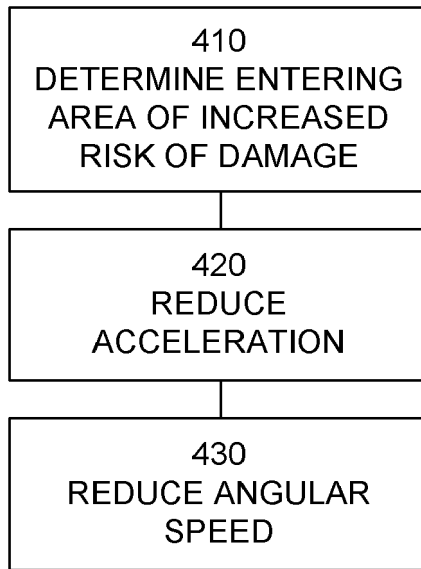 410
DETERMINE ENTERING
AREA OF INCREASED
RISK OF DAMAGE
420
REDUCE
ACCELERATION
430
REDUCE ANGULAR
SPEED